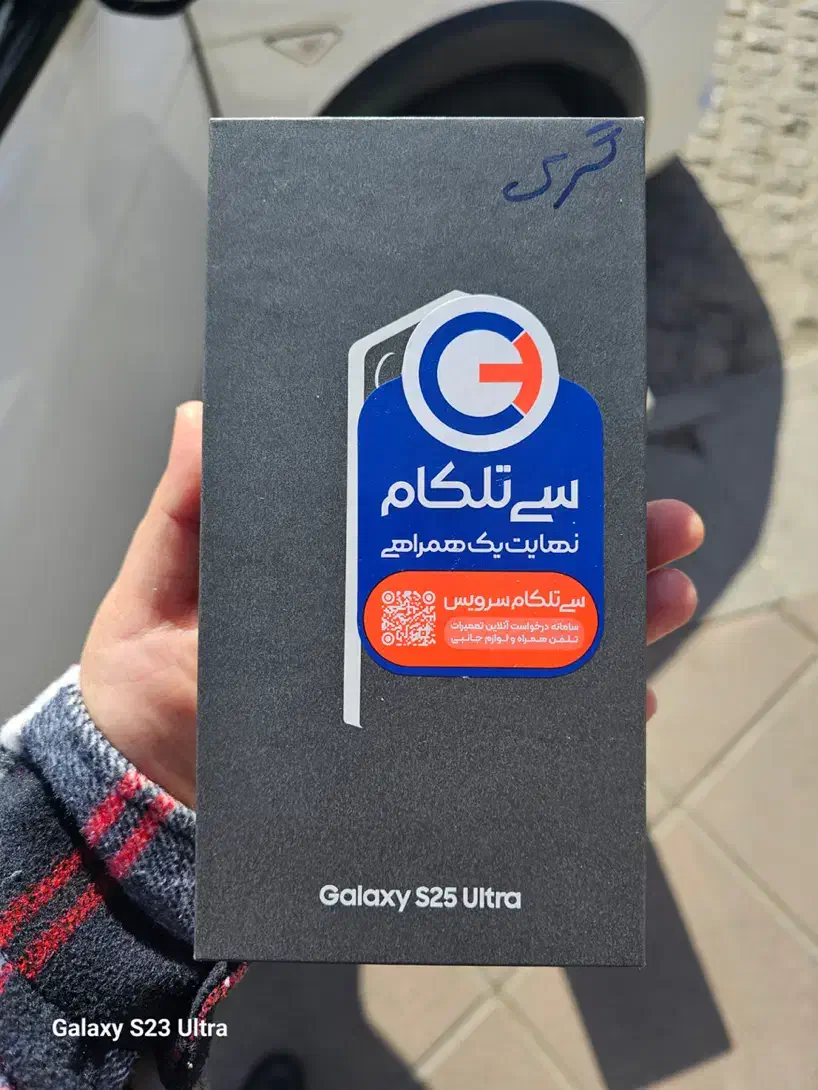 گری
سی تلکام
نهایت یک همراهی
سی تلکام سرویس
سامانه درخواست آنلاین تعمیرات
تلفن همراه و لوازم جانبی
Galaxy S25 Ultra
Galaxy S23 Ultra